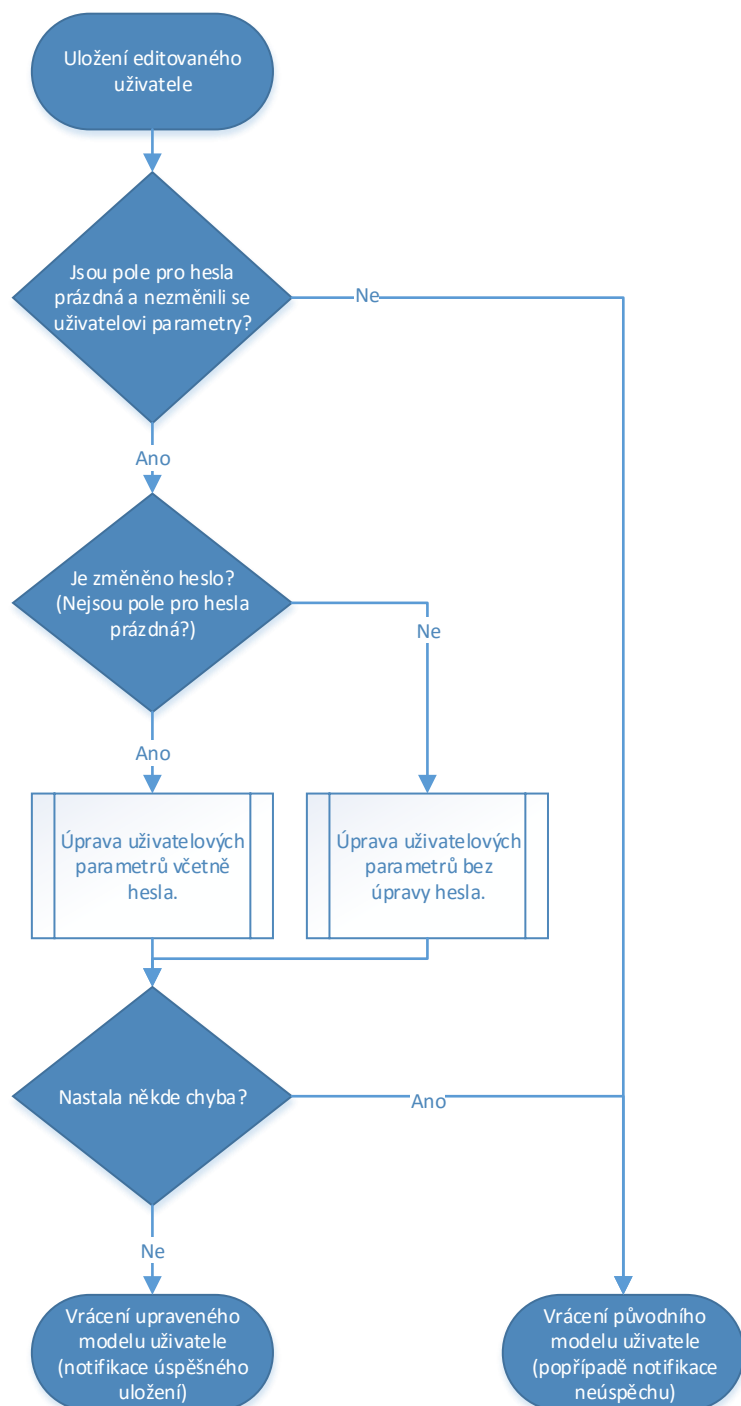 Uložení editovaného
uživatele
Jsou pole pro hesla
prázdná a nezměnili se
uživatelovi parametry?
Ne
Ano
Je změněno heslo?
(Nejsou pole pro hesla
prázdná?)
Ne
Ano
Úprava uživatelových
parametrů včetně
hesla.
Úprava uživatelových
parametrů bez
úpravy hesla.
Nastala někde chyba?
Ano
Ne
Vrácení upraveného
modelu uživatele
(notifikace úspěšného
uložení)
Vrácení původního
modelu uživatele
(popřípadě notifikace
neúspěchu)